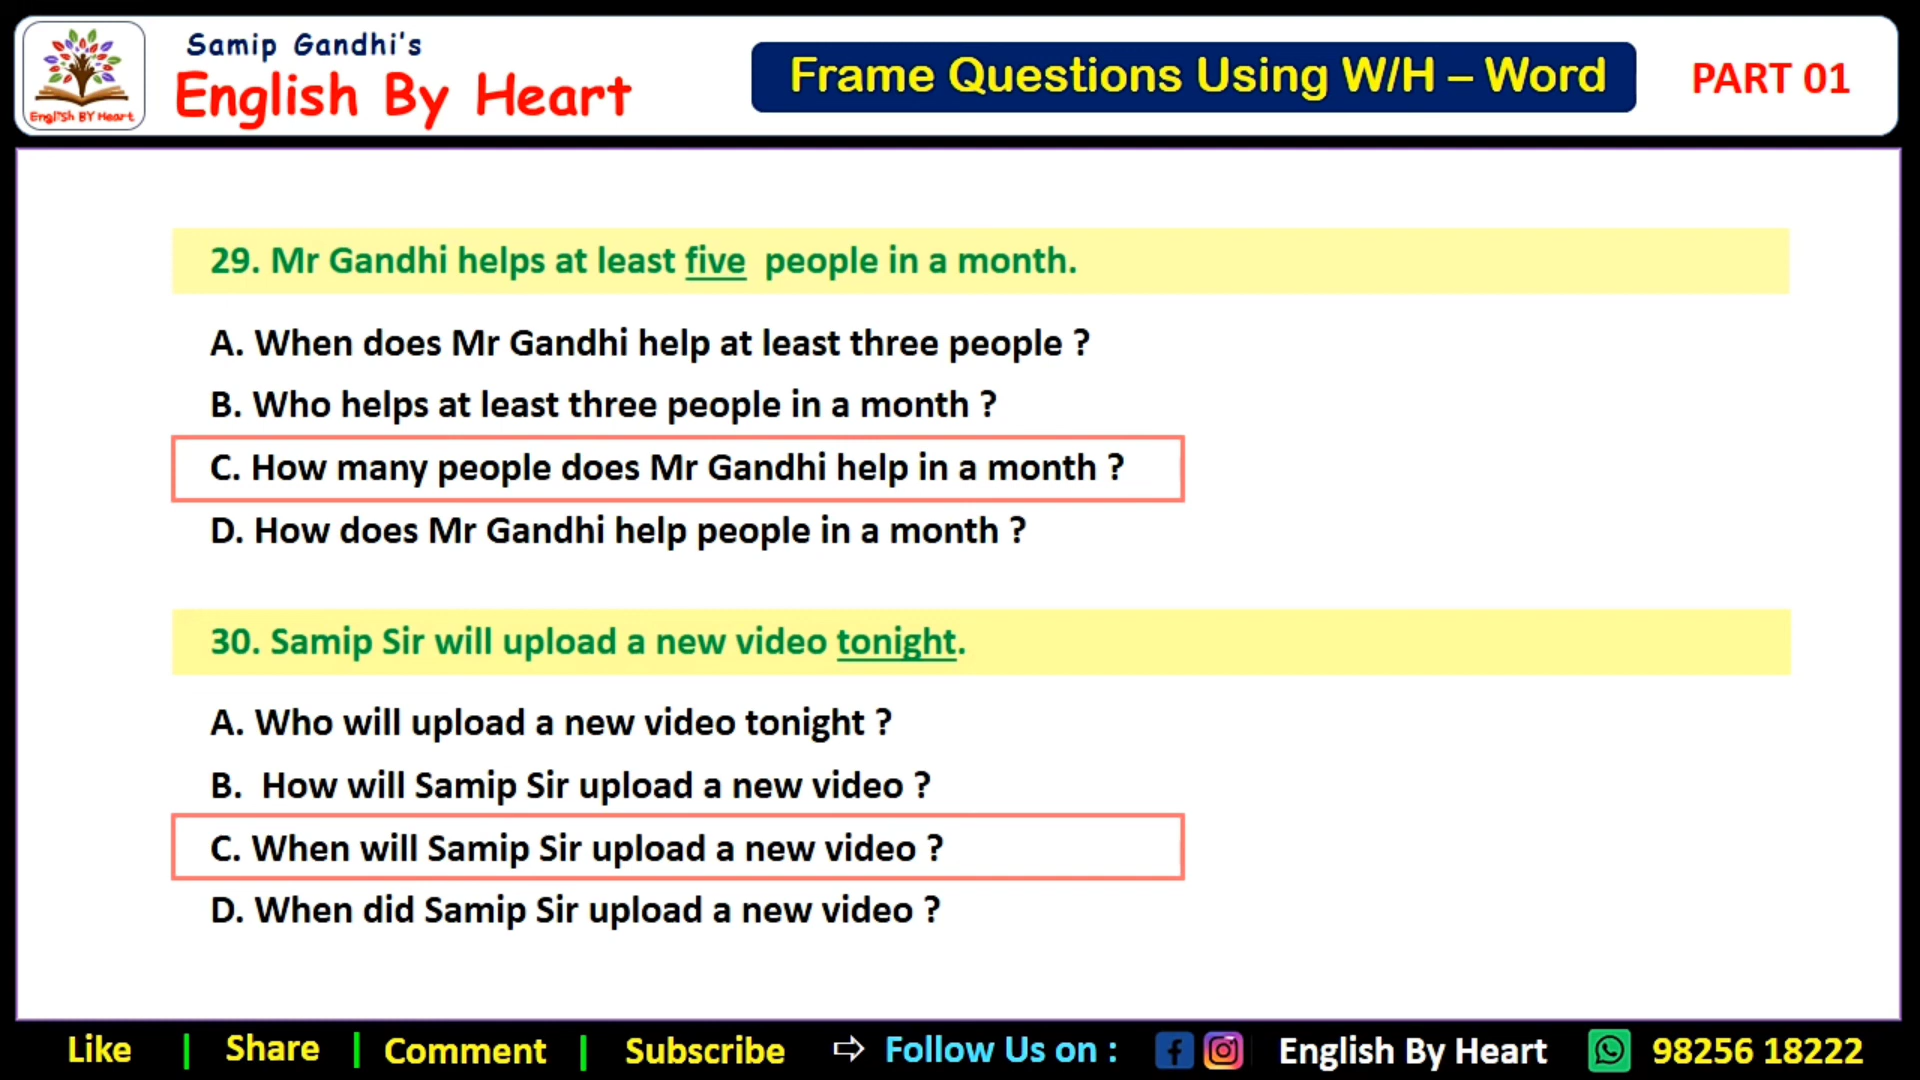 Samip Gandhi's
English By Heart
EngliSh BY Heart
Frame Questions Using W/H – Word
PART 01
29. Mr Gandhi helps at least five people in a month.
A. When does Mr Gandhi help at least three people ?
B. Who helps at least three people in a month ?
C. How many people does Mr Gandhi help in a month ?
D. How does Mr Gandhi help people in a month ?
30. Samip Sir will upload a new video tonight.
A. Who will upload a new video tonight ?
B. How will Samip Sir upload a new video ?
C. When will Samip Sir upload a new video ?
D. When did Samip Sir upload a new video ?
Like | Share | Comment | Subscribe ⇨ Follow Us on : English By Heart 98256 18222